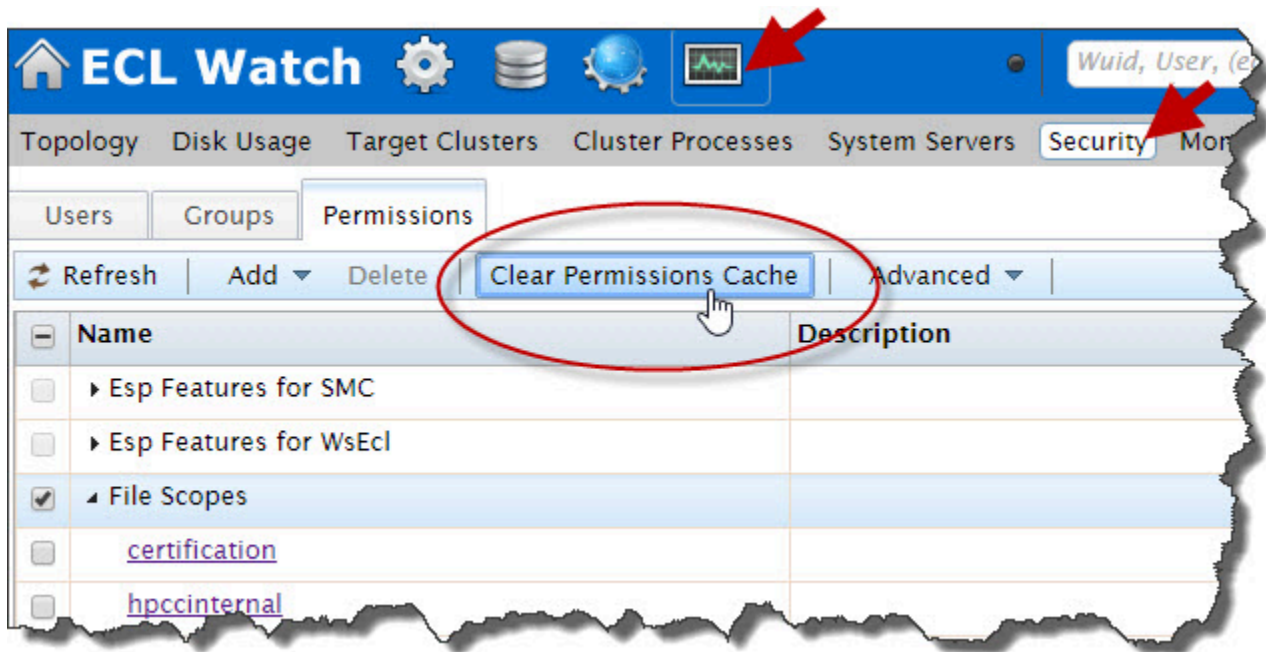 ECL Watch Wuid, User, (e
Topology Disk Usage Target Clusters Cluster Processes System Servers Security Mon
Users Groups Permissions
Refresh Add Delete Clear Permissions Cache Advanced
Name Description
Esp Features for SMC
Esp Features for WsEcl
File Scopes
certification
hpccinternal